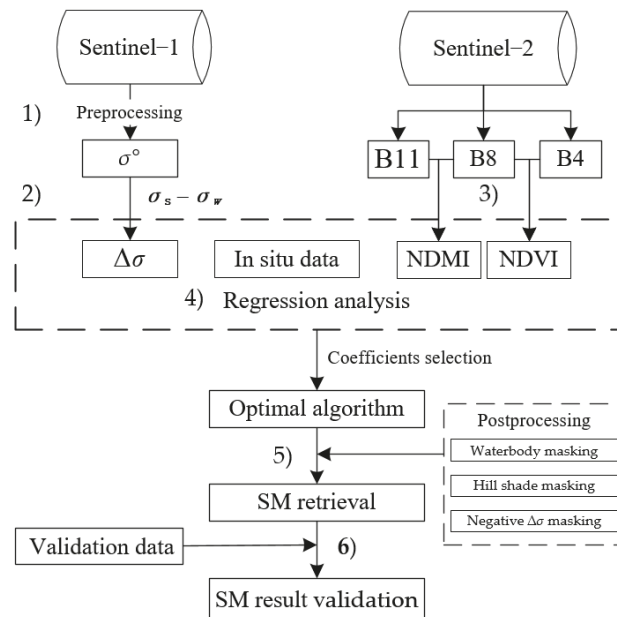 Sentinel−1
Sentinel−2
1)
Preprocessing
σ°
B11
B8
B4
2)
σs − σw
3)
Δσ
In situ data
NDMI
NDVI
4)
Regression analysis
Coefficients selection
Optimal algorithm
Postprocessing
5)
Waterbody masking
SM retrieval
Hill shade masking
Negative Δσ masking
Validation data
6)
SM result validation